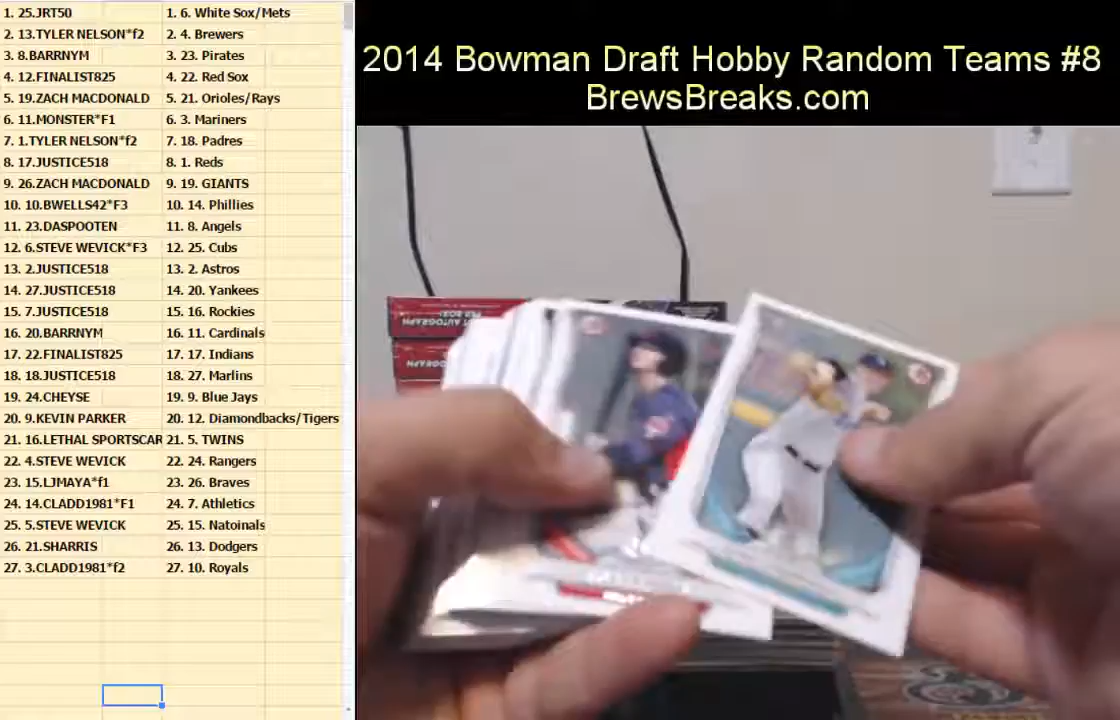 1. 25.JRT50 1. 6. White Sox/Mets
2. 13.TYLER NELSON*f2 2. 4. Brewers
3. 8.BARRNYM 3. 23. Pirates
4. 12.FINALIST825 4. 22. Red Sox
5. 19.ZACH MACDONALD 5. 21. Orioles/Rays
6. 11.MONSTER*F1 6. 3. Mariners
7. 1.TYLER NELSON*f2 7. 18. Padres
8. 17.JUSTICE518 8. 1. Reds
9. 26.ZACH MACDONALD 9. 19. GIANTS
10. 10.BWELLS42*F3 10. 14. Phillies
11. 23.DASPOOTEN 11. 8. Angels
12. 6.STEVE WEVICK*F3 12. 25. Cubs
13. 2.JUSTICE518 13. 2. Astros
14. 27.JUSTICE518 14. 20. Yankees
15. 7.JUSTICE518 15. 16. Rockies
16. 20.BARRNYM 16. 11. Cardinals
17. 22.FINALIST825 17. 17. Indians
18. 18.JUSTICE518 18. 27. Marlins
19. 24.CHEYSE 19. 9. Blue Jays
20. 9.KEVIN PARKER 20. 12. Diamondbacks/Tigers
21. 16.LETHAL SPORTSCAR 21. 5. TWINS
22. 4.STEVE WEVICK 22. 24. Rangers
23. 15.LJMAYA*f1 23. 26. Braves
24. 14.CLADD1981*F1 24. 7. Athletics
25. 5.STEVE WEVICK 25. 15. Natoinals
26. 21.SHARRIS 26. 13. Dodgers
27. 3.CLADD1981*f2 27. 10. Royals
2014 Bowman Draft Hobby Random Teams #8
BrewsBreaks.com
AUTOGRAPH
PER BOX!